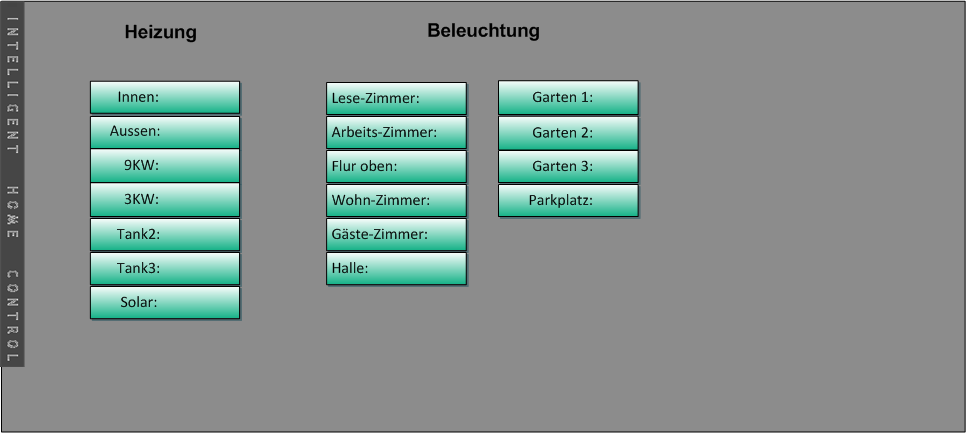 INTELLIGENT HOME CONTROL
Heizung
Innen:
Aussen:
9KW:
3KW:
Tank2:
Tank3:
Solar:
Beleuchtung
Lese-Zimmer:
Arbeits-Zimmer:
Flur oben:
Wohn-Zimmer:
Gäste-Zimmer:
Halle:
Garten 1:
Garten 2:
Garten 3:
Parkplatz: